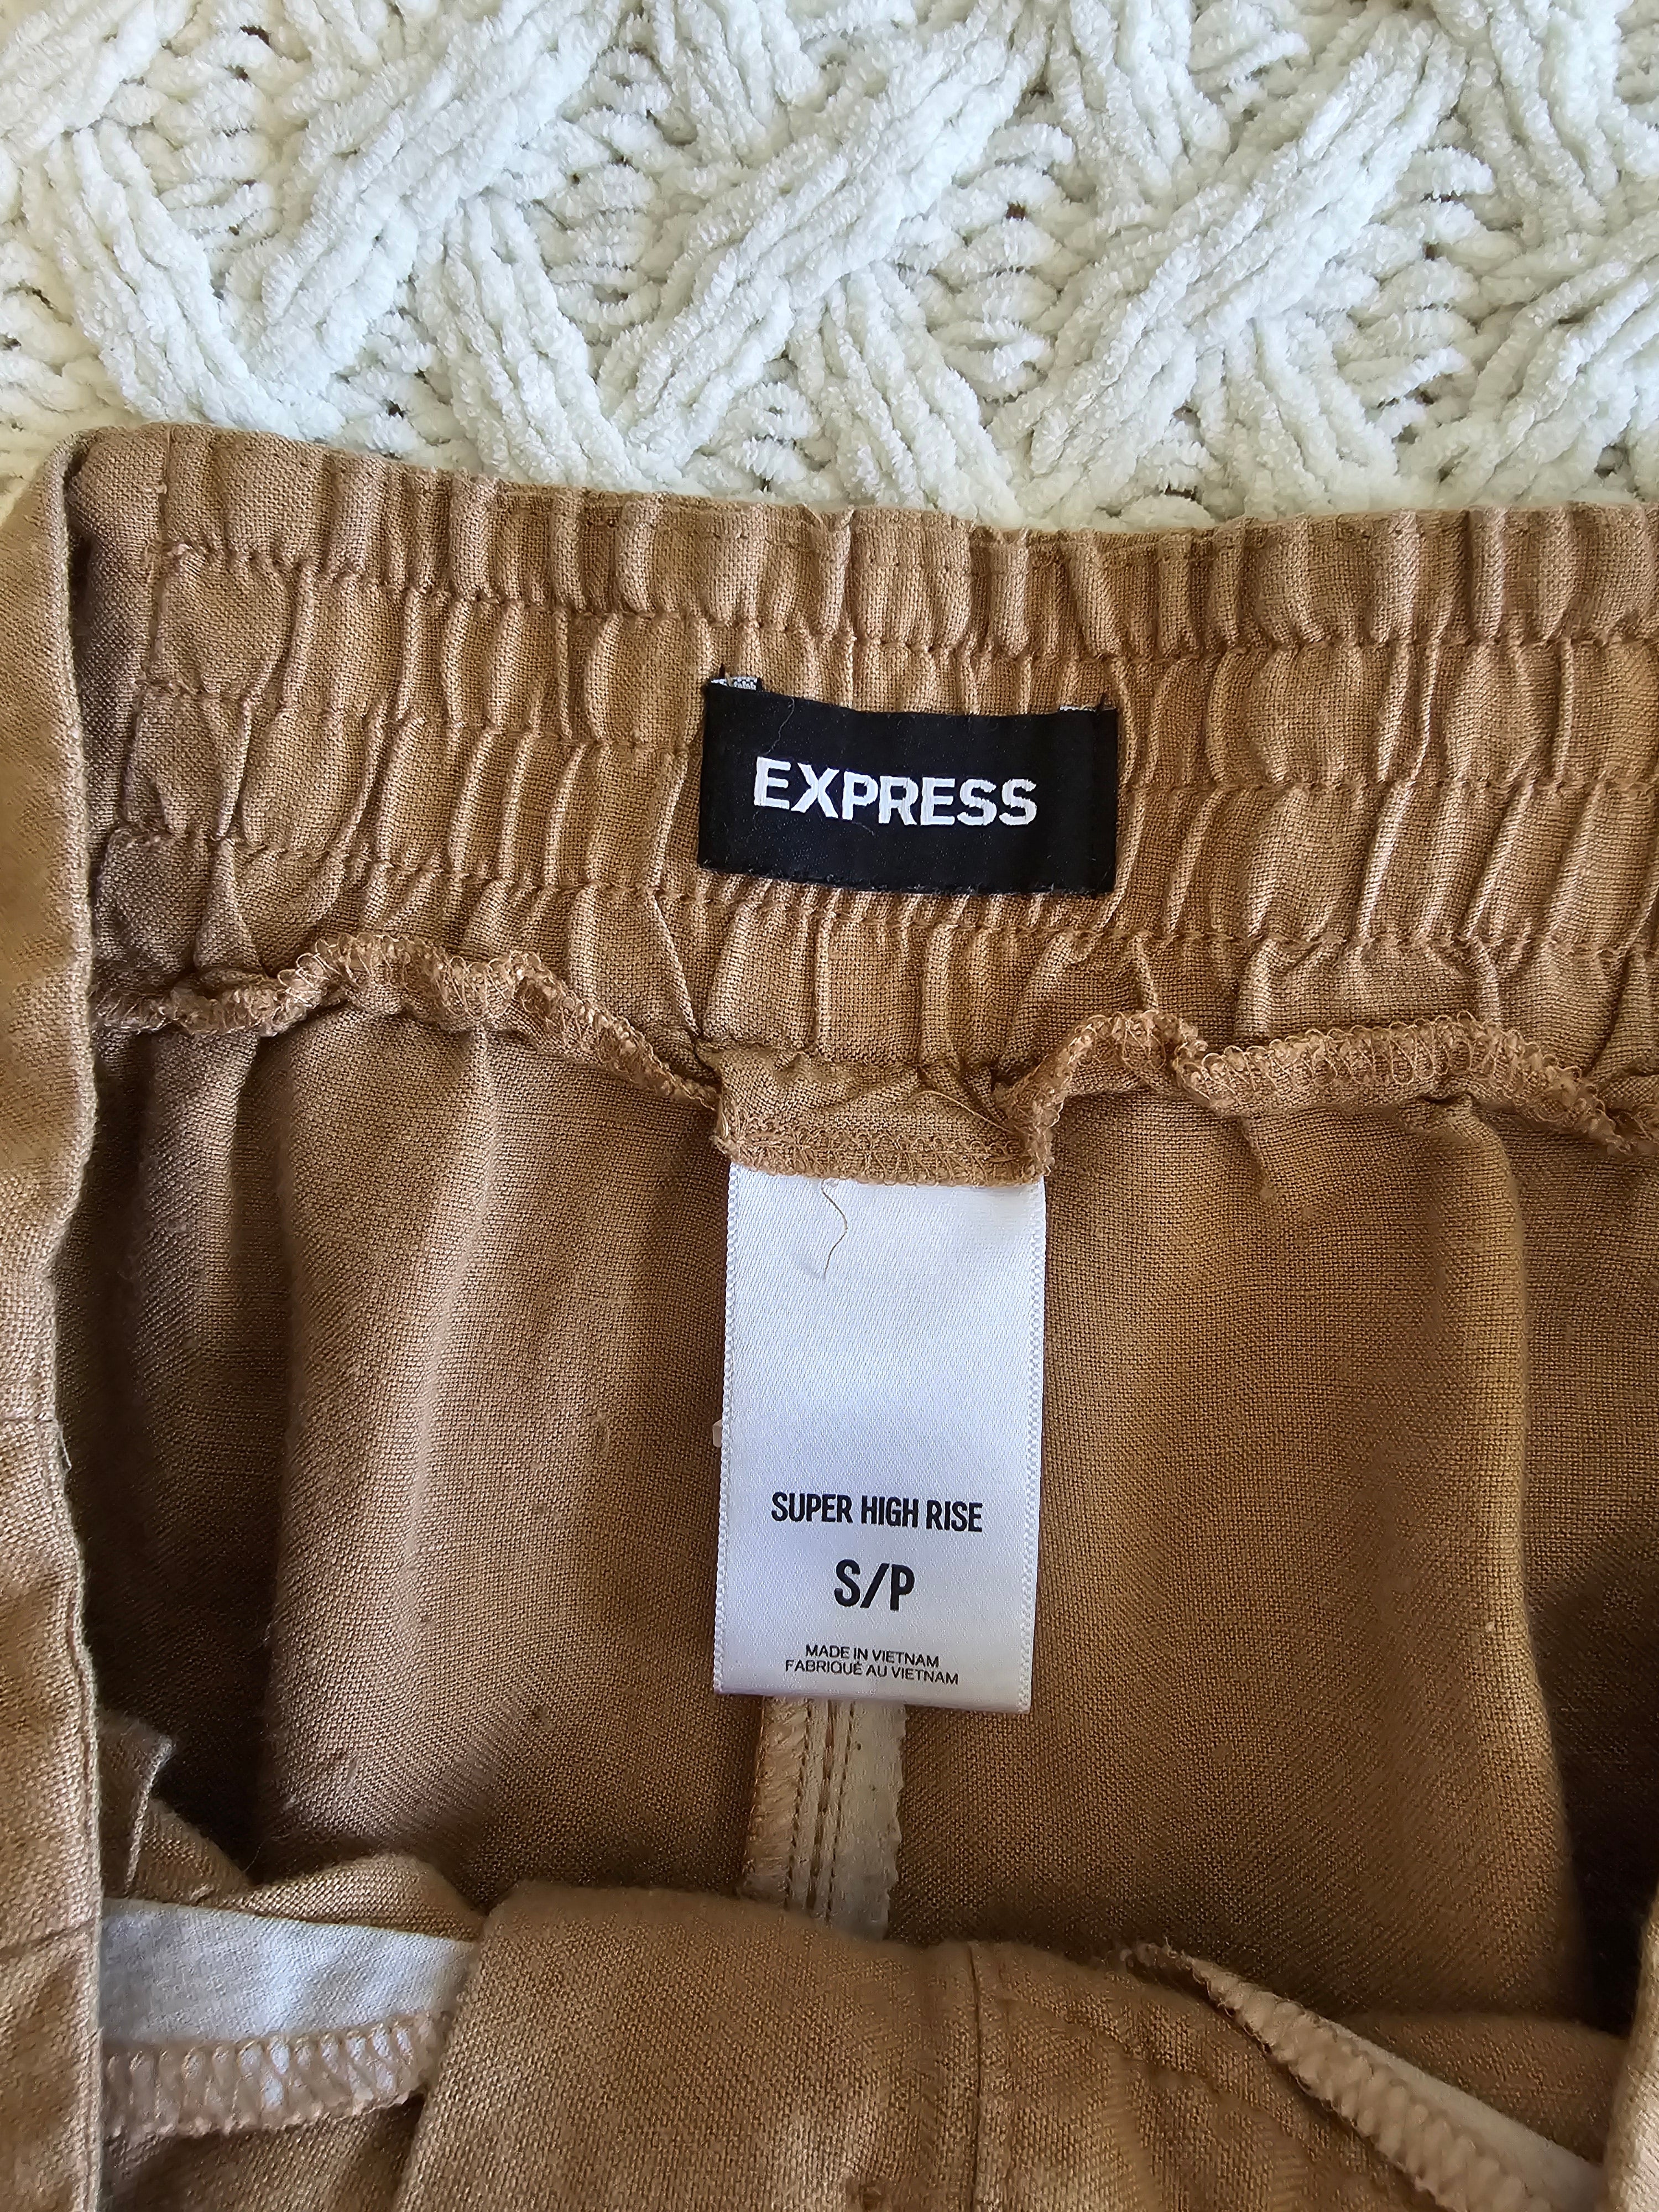 EXPRESS
SUPER HIGH RISE
S/P
MADE IN VIETNAM
FABRIQUÉ AU VIETNAM